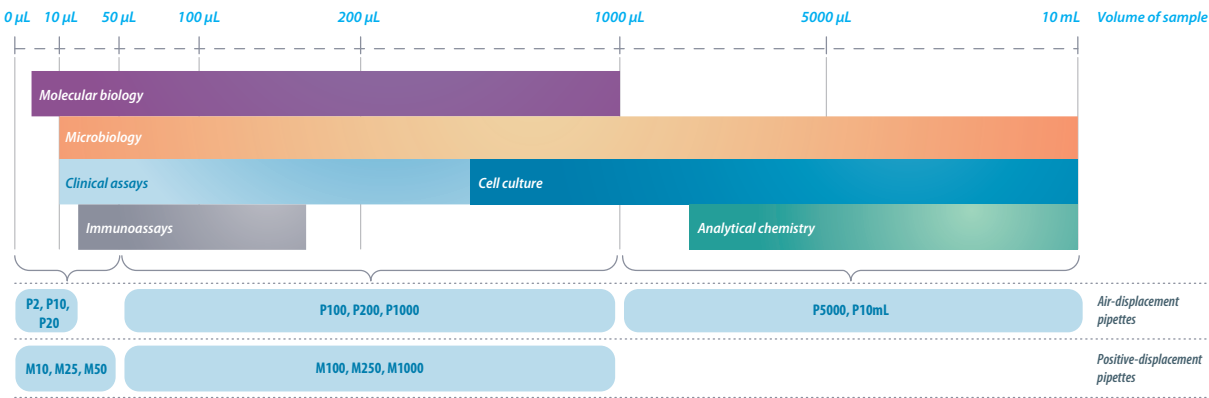 0 µL 10 µL 50 µL 100 µL 200 µL 1000 µL 5000 µL 10 mL Volume of sample
Molecular biology
Microbiology
Clinical assays Cell culture
Immunoassays Analytical chemistry
P2, P10,
P20
P100, P200, P1000
P5000, P10mL
Air-displacement
pipettes
M10, M25, M50
M100, M250, M1000
Positive-displacement
pipettes